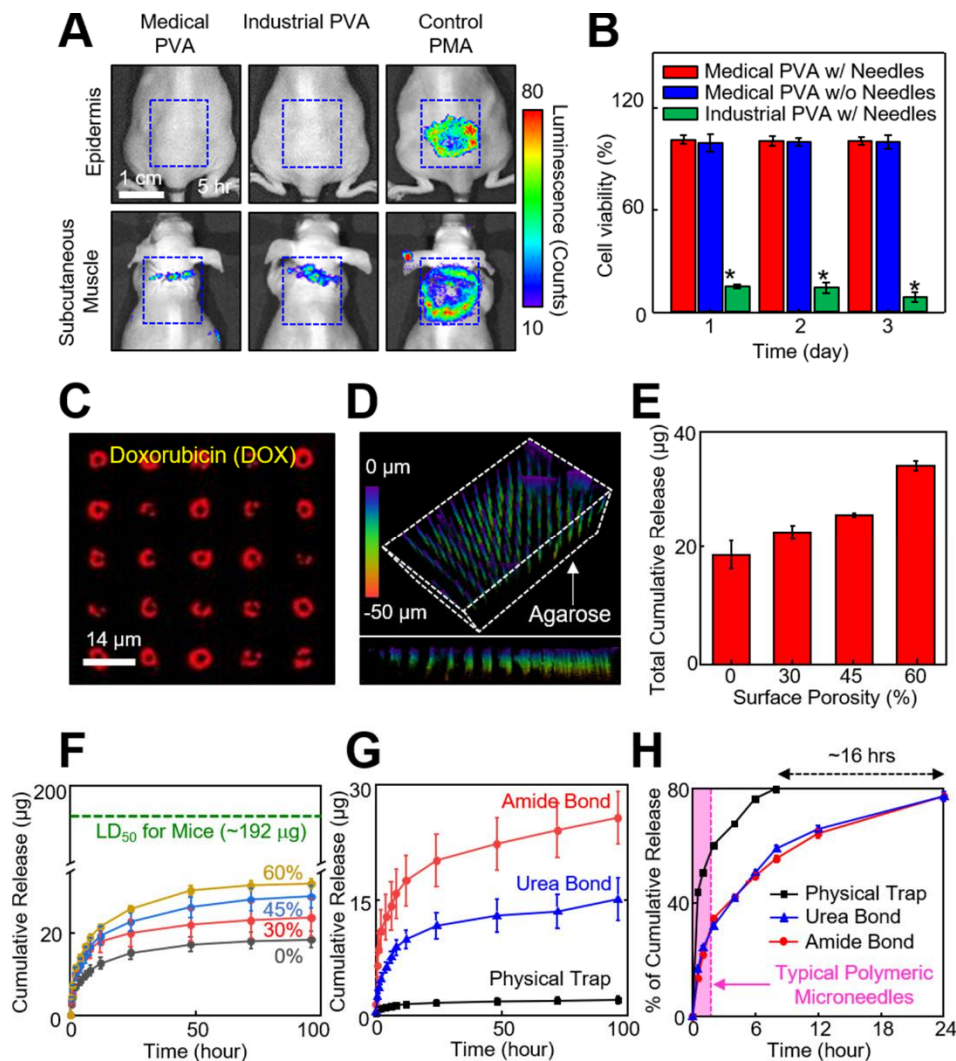 A
Medical
PVA
Industrial PVA
Control
PMA
Epidermis
1 cm
5 hr
Subcutaneous
Muscle
80
Luminescence (Counts)
10
B
Cell viability (%)
120
60
0
Medical PVA w/ Needles
Medical PVA w/o Needles
Industrial PVA w/ Needles
*
*
*
1
2
3
Time (day)
C
Doxorubicin (DOX)
14 µm
D
0 µm
-50 µm
Agarose
E
Total Cumulative Release (µg)
40
20
0
0
30
45
60
Surface Porosity (%)
F
Cumulative Release (µg)
200
20
0
LD50 for Mice (~192 µg)
60%
45%
30%
0%
0
50
100
Time (hour)
G
Cumulative Release (µg)
30
15
0
Amide Bond
Urea Bond
Physical Trap
0
50
100
Time (hour)
H
~16 hrs
% of Cumulative Release
80
60
40
20
0
Physical Trap
Urea Bond
Amide Bond
Typical Polymeric
Microneedles
0
6
12
18
24
Time (hour)